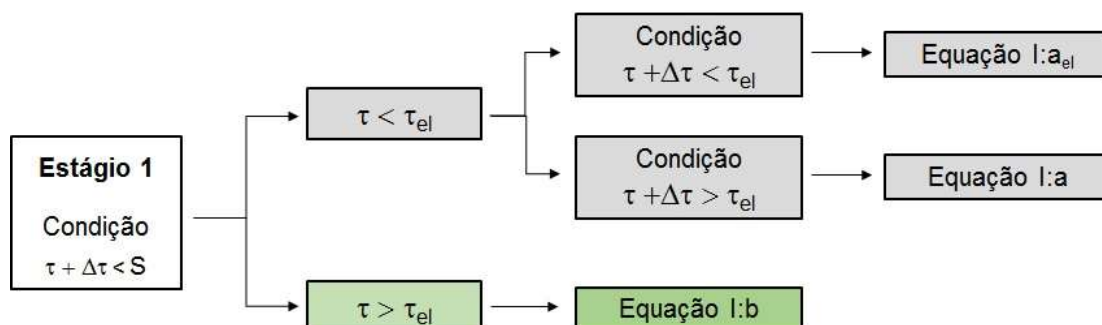 Estágio 1
Condição
τ + Δτ < S
τ < τel
Condição
τ +Δτ < τel
Equação I:ael
Condição
τ +Δτ > τel
Equação I:a
τ > τel
Equação I:b